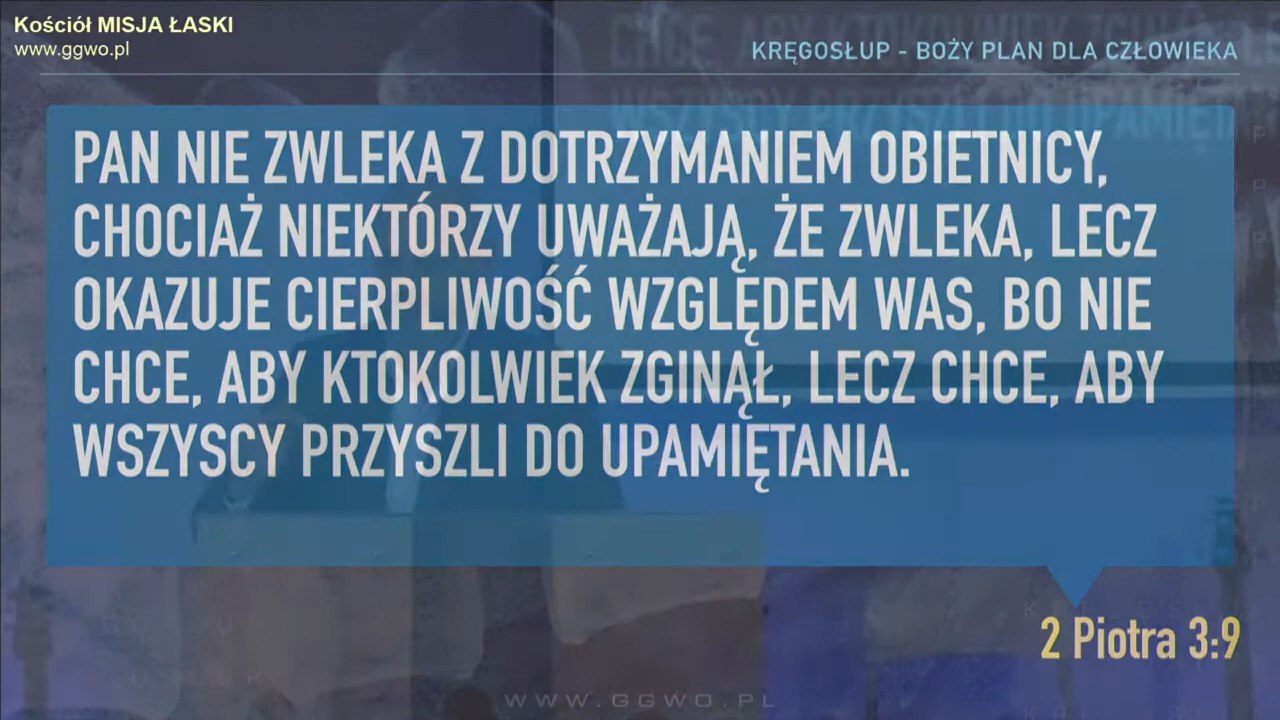 Kościół MISJA ŁASKI
www.ggwo.pl
KRĘGOSŁUP - BOŻY PLAN DLA CZŁOWIEKA
PAN NIE ZWLEKA Z DOTRZYMANIEM OBIETNICY,
CHOCIAŻ NIEKTÓRZY UWAŻAJĄ, ŻE ZWLEKA, LECZ
OKAZUJE CIERPLIWOŚĆ WZGLĘDEM WAS, BO NIE
CHCE, ABY KTOKOLWIEK ZGINĄŁ, LECZ CHCE, ABY
WSZYSCY PRZYSZLI DO UPAMIĘTANIA.
2 Piotra 3:9
WWW.GGWO.PL